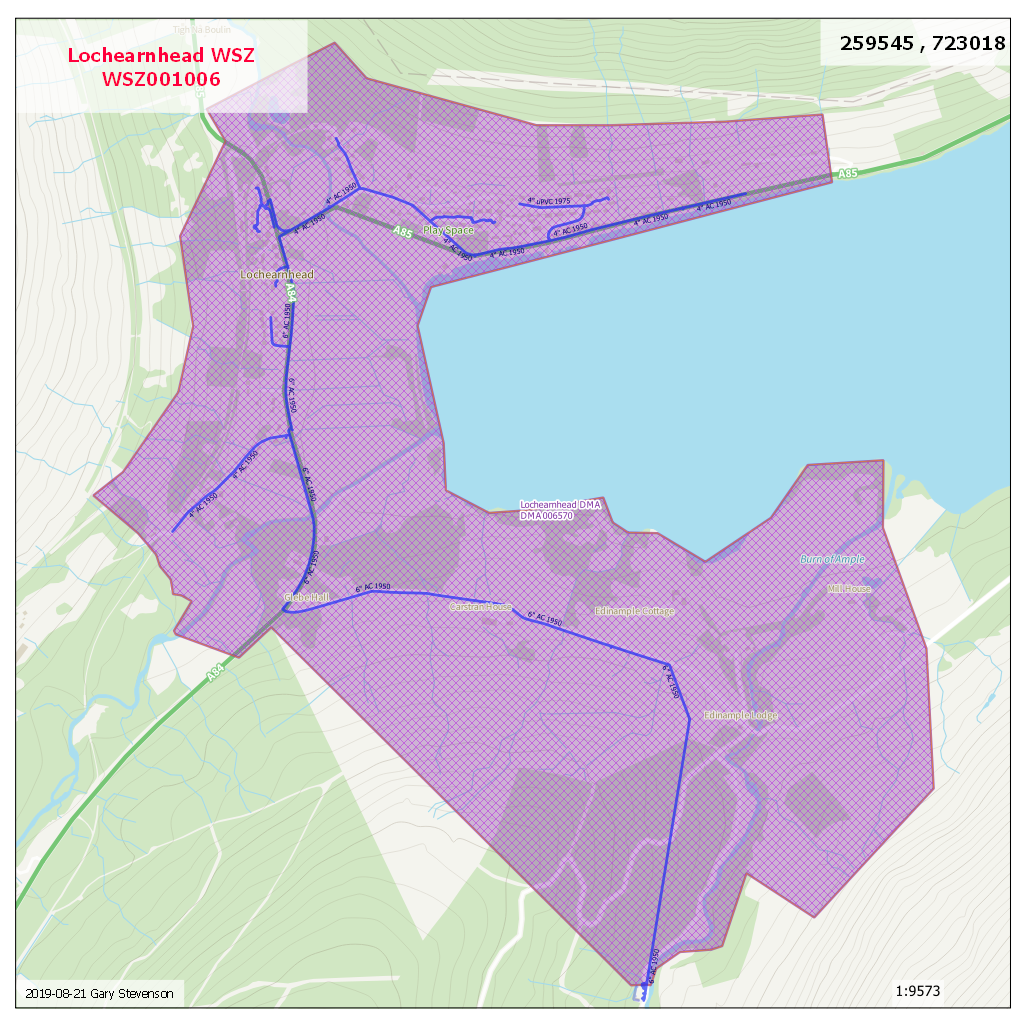 Tigh Na Boulin
Lochearnhead WSZ
WSZ001006
259545 , 723018
A85
4" AC 1950
4" uPVC 1975
4" AC 1950
4" AC 1950
4" AC 1950
4" AC 1950
Play Space
A85
4" AC 1950
4" AC 1950
4" AC 1950
Lochearnhead
A84
6" AC 1950
6" AC 1950
4" AC 1950
4" AC 1950
6" AC 1950
Lochearnhead DMA
DMA006570
6" AC 1950
Burn of Ample
Mill House
Glebe Hall
6" AC 1950
Carstran House
6" AC 1950
Edinample Cottage
A84
6" AC 1950
Edinample Lodge
6" AC 1950
2019-08-21 Gary Stevenson
1:9573